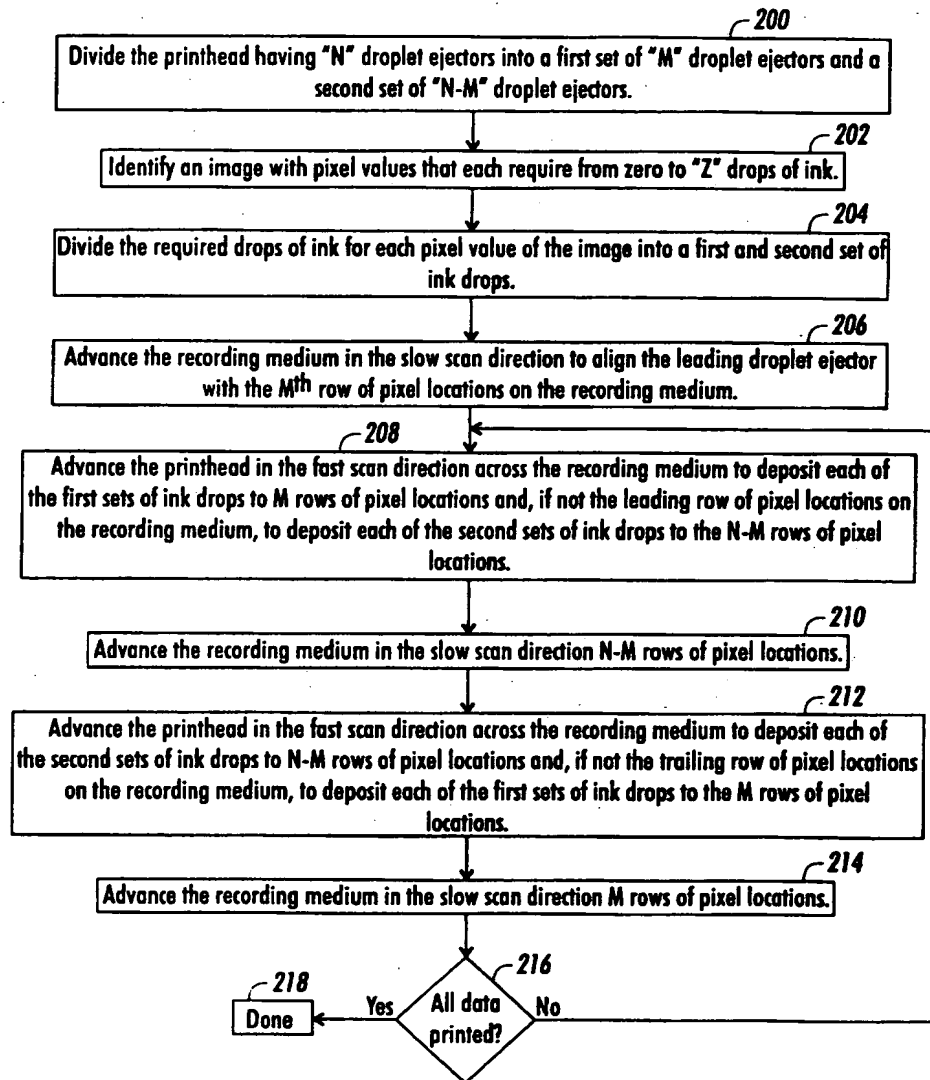 200
Divide the printhead having "N" droplet ejectors into a first set of "M" droplet ejectors and a
second set of "N-M" droplet ejectors.
202
Identify an image with pixel values that each require from zero to "Z" drops of ink.
204
Divide the required drops of ink for each pixel value of the image into a first and second set of
ink drops.
206
Advance the recording medium in the slow scan direction to align the leading droplet ejector
with the Mth row of pixel locations on the recording medium.
208
Advance the printhead in the fast scan direction across the recording medium to deposit each of
the first sets of ink drops to M rows of pixel locations and, if not the leading row of pixel locations on
the recording medium, to deposit each of the second sets of ink drops to the N-M rows of pixel
locations.
210
Advance the recording medium in the slow scan direction N-M rows of pixel locations.
212
Advance the printhead in the fast scan direction across the recording medium to deposit each of
the second sets of ink drops to N-M rows of pixel locations and, if not the trailing row of pixel locations
on the recording medium, to deposit each of the first sets of ink drops to the M rows of pixel
locations.
214
Advance the recording medium in the slow scan direction M rows of pixel locations.
216
218
Done
Yes
All data
printed?
No